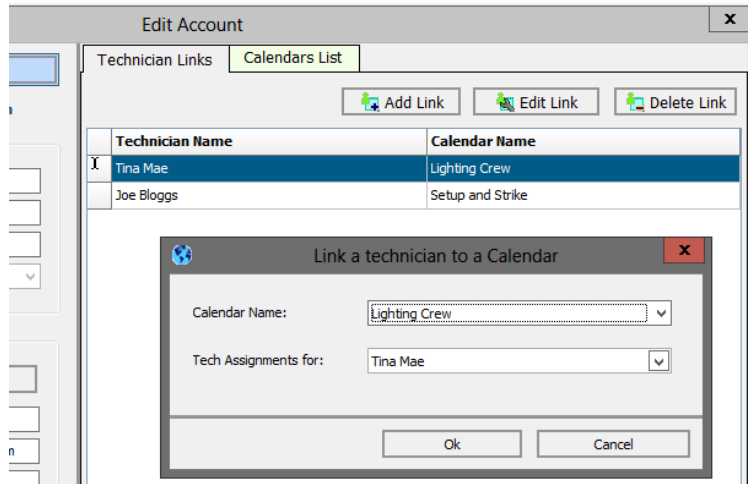 Edit Account
x
Technician Links
Calendars List
Add Link
Edit Link
Delete Link
Technician Name
Calendar Name
Tina Mae
Lighting Crew
Joe Bloggs
Setup and Strike
Link a technician to a Calendar
x
Calendar Name:
Lighting Crew
Tech Assignments for:
Tina Mae
Ok
Cancel